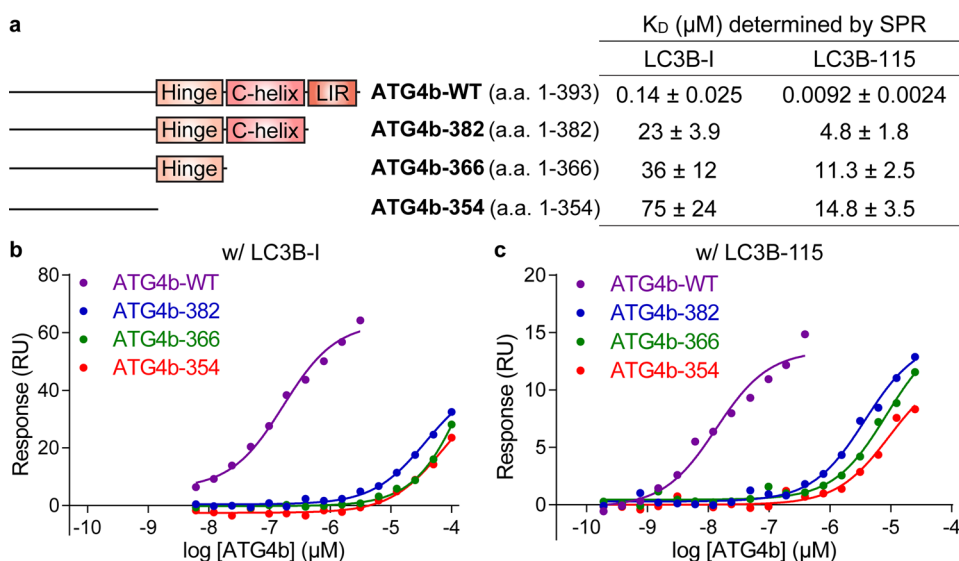 a
K_D (µM) determined by SPR
LC3B-I LC3B-115
Hinge C-helix LIR ATG4b-WT (a.a. 1-393) 0.14 ± 0.025 0.0092 ± 0.0024
Hinge C-helix ATG4b-382 (a.a. 1-382) 23 ± 3.9 4.8 ± 1.8
Hinge ATG4b-366 (a.a. 1-366) 36 ± 12 11.3 ± 2.5
ATG4b-354 (a.a. 1-354) 75 ± 24 14.8 ± 3.5
b w/ LC3B-I
80
60
40
20
0
Response (RU)
ATG4b-WT
ATG4b-382
ATG4b-366
ATG4b-354
-10 -9 -8 -7 -6 -5 -4
log [ATG4b] (µM)
c w/ LC3B-115
20
15
10
5
0
Response (RU)
ATG4b-WT
ATG4b-382
ATG4b-366
ATG4b-354
-10 -9 -8 -7 -6 -5 -4
log [ATG4b] (µM)